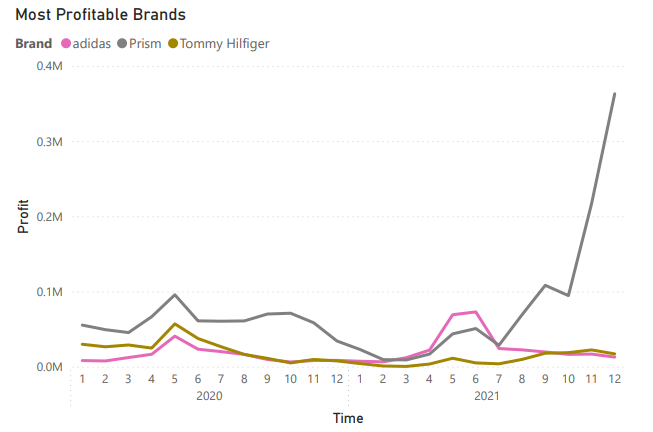 Most Profitable Brands
Brand adidas Prism Tommy Hilfiger
0.4M
0.3M
0.2M
0.1M
0.0M
Profit
1 2 3 4 5 6 7 8 9 10 11 12 1 2 3 4 5 6 7 8 9 10 11 12
2020 2021
Time